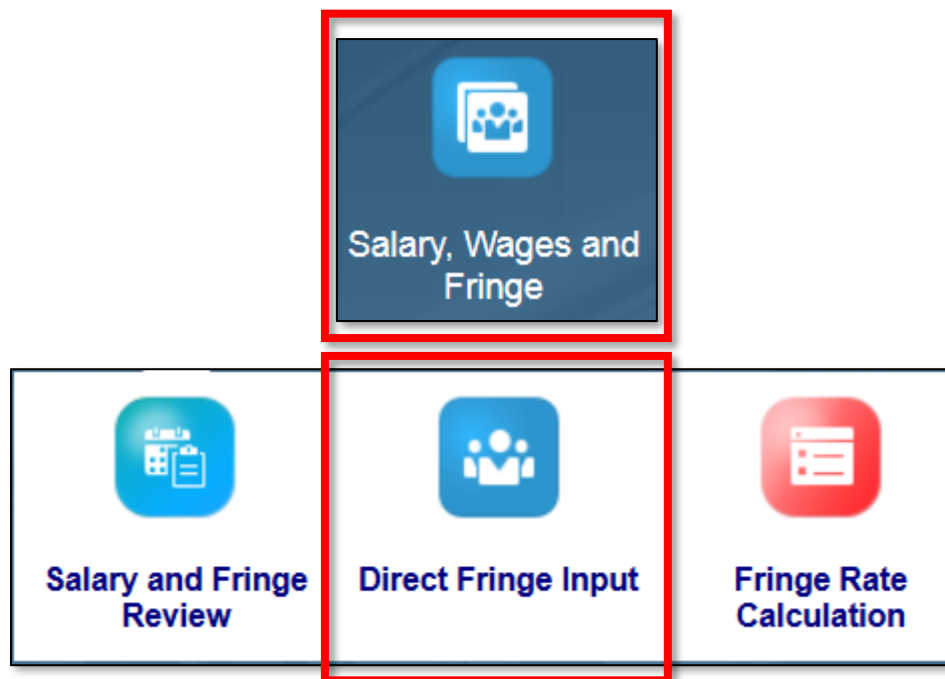 Salary, Wages and
Fringe
Salary and Fringe
Review
Direct Fringe Input
Fringe Rate
Calculation